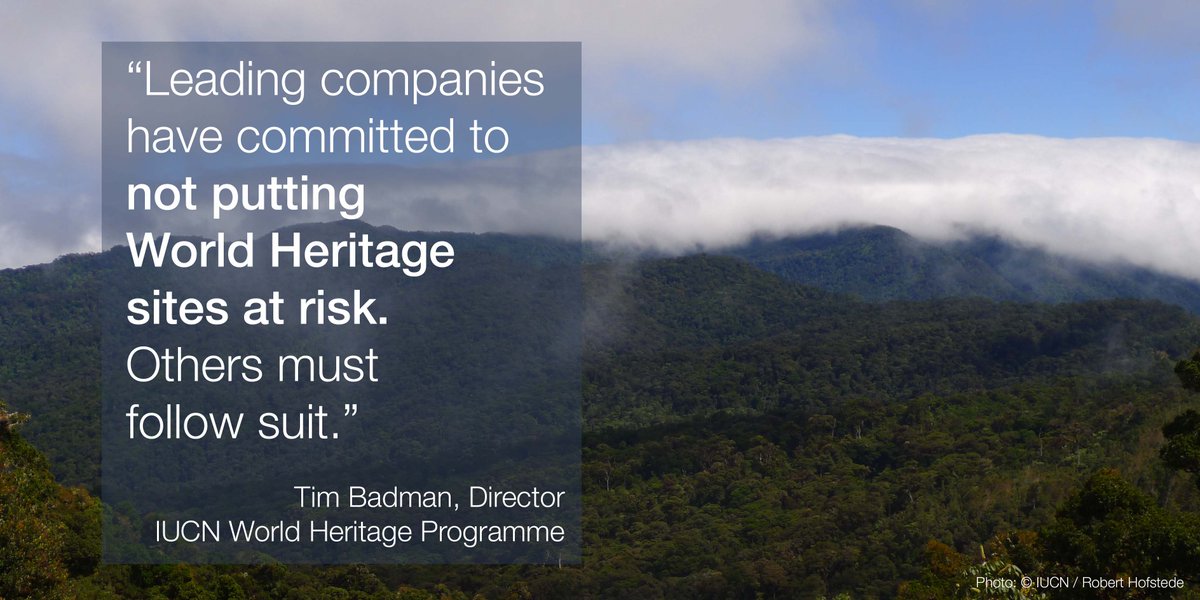 “Leading companies
have committed to
not putting
World Heritage
sites at risk.
Others must
follow suit.”
Tim Badman, Director
IUCN World Heritage Programme
Photo: © IUCN / Robert Hofstede